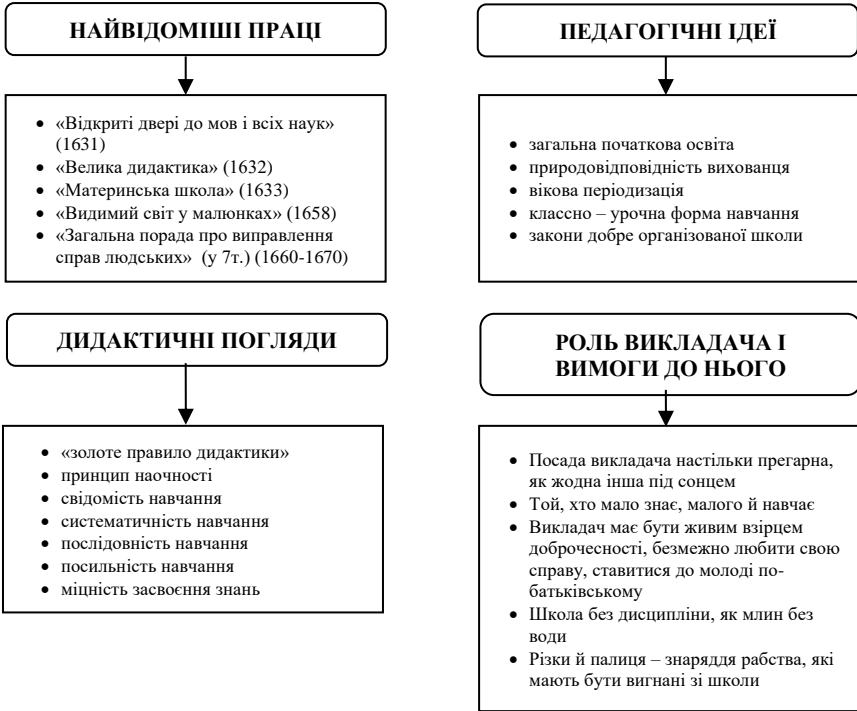 НАЙВІДОМІШІ ПРАЦІ
• «Відкриті двері до мов і всіх наук»
(1631)
• «Велика дидактика» (1632)
• «Материнська школа» (1633)
• «Видимий світ у малюнках» (1658)
• «Загальна порада про виправлення
справ людських» (у 7т.) (1660-1670)
ПЕДАГОГІЧНІ ІДЕЇ
• загальна початкова освіта
• природовідповідність вихованця
• вікова періодизація
• классно – урочна форма навчання
• закони добре організованої школи
ДИДАКТИЧНІ ПОГЛЯДИ
• «золоте правило дидактики»
• принцип наочності
• свідомість навчання
• систематичність навчання
• послідовність навчання
• посильність навчання
• міцність засвоєння знань
РОЛЬ ВИКЛАДАЧА І
ВИМОГИ ДО НЬОГО
• Посада викладача настільки прегарна,
як жодна інша під сонцем
• Той, хто мало знає, малого й навчає
• Викладач має бути живим взірцем
доброчесності, безмежно любити свою
справу, ставитися до молоді по-
батьківському
• Школа без дисципліни, як млин без
води
• Різки й палиця – знаряддя рабства, які
мають бути вигнані зі школи